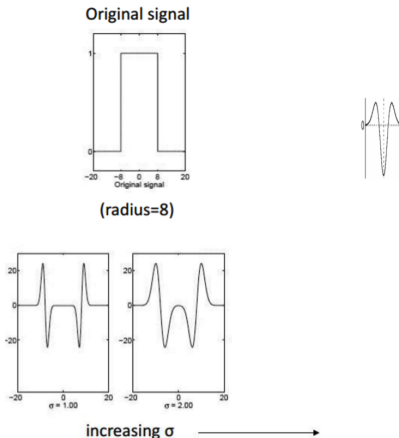 Original signal
1
0
-20 -8 0 8 20
Original signal
0
(radius=8)
20
0
-20
20
0
-20
-20 0 20
-20 0 20
σ = 1.00
σ = 2.00
increasing σ